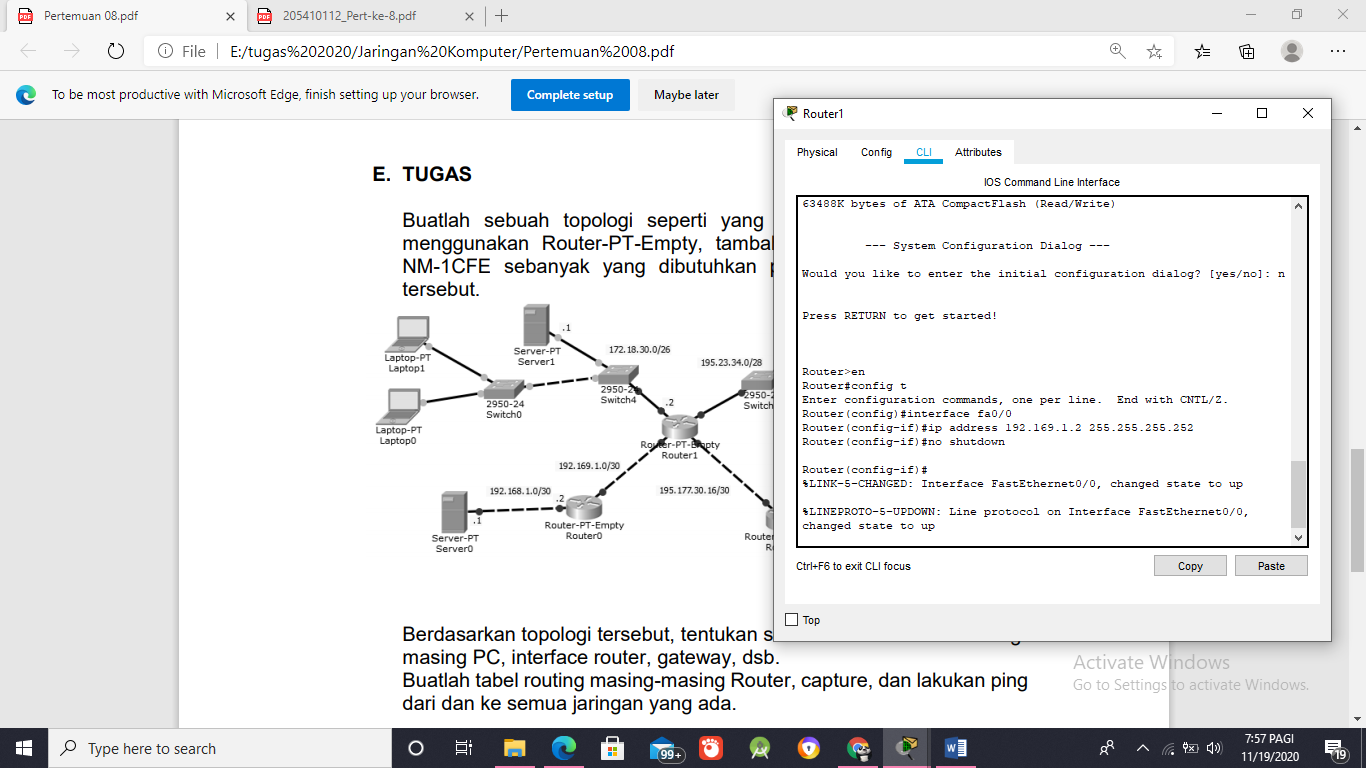 Pertemuan 08.pdf
205410112_Pert-ke-8.pdf
File
E:/tugas%202020/Jaringan%20Komputer/Pertemuan%2008.pdf
To be most productive with Microsoft Edge, finish setting up your browser.
Complete setup
Maybe later
E. TUGAS
Buatlah sebuah topologi seperti yang
menggunakan Router-PT-Empty,
NM-1CFE sebanyak yang dibutuhkan
tersebut.
Laptop-PT
Laptop1
Server-PT
Server1
.1
172.18.30.0/26
195.23.34.0/28
2950-24
Switch0
2950-24
Switch4
Switch
Laptop-PT
Laptop0
.2
Router-PT-Empty
Router1
192.169.1.0/30
195.177.30.16/30
192.168.1.0/30
.2
.1
Server-PT
Server0
Router-PT-Empty
Router0
Router
Berdasarkan topologi tersebut, tentukan
masing PC, interface router, gateway, dsb.
Buatlah tabel routing masing-masing Router, capture, dan lakukan ping
dari dan ke semua jaringan yang ada.
Router1
Physical
Config
CLI
Attributes
IOS Command Line Interface
63488K bytes of ATA CompactFlash (Read/Write)
--- System Configuration Dialog ---
Would you like to enter the initial configuration dialog? [yes/no]: n
Press RETURN to get started!
Router>en
Router#config t
Enter configuration commands, one per line. End with CNTL/Z.
Router(config)#interface fa0/0
Router(config-if)#ip address 192.169.1.2 255.255.255.252
Router(config-if)#no shutdown
Router(config-if)#
%LINK-5-CHANGED: Interface FastEthernet0/0, changed state to up
%LINEPROTO-5-UPDOWN: Line protocol on Interface FastEthernet0/0,
changed state to up
Ctrl+F6 to exit CLI focus
Copy
Paste
Top
Activate Windows
Go to Settings to activate Windows.
Type here to search
99+
7:57 PAGI
11/19/2020
19